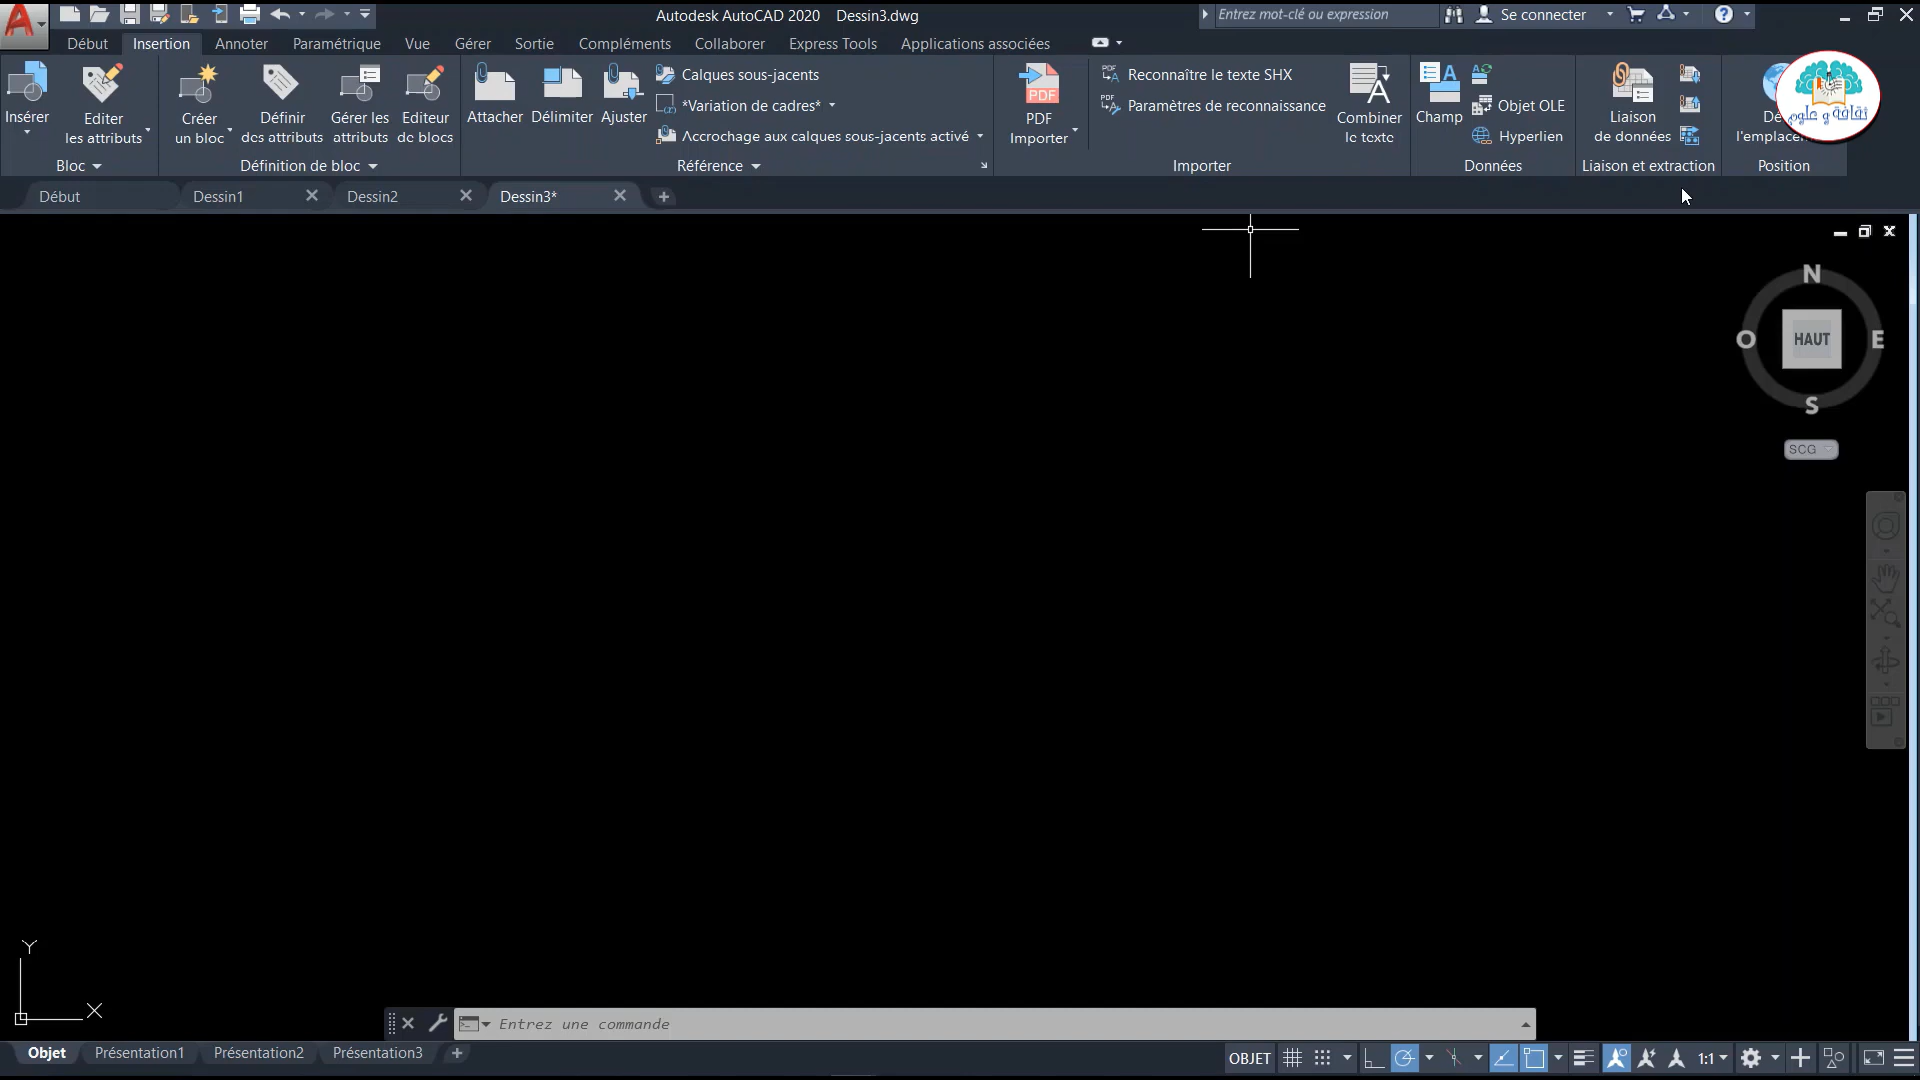 Autodesk AutoCAD 2020 Dessin3.dwg
Entrez mot-clé ou expression
Se connecter
Début Insertion Annoter Paramétrique Vue Gérer Sortie Compléments Collaborer Express Tools Applications associées
Insérer
Editer
les attributs
Bloc
Créer
un bloc
Définir
des attributs
Gérer les
attributs
Editeur
de blocs
Définition de bloc
Attacher
Délimiter
Ajuster
Calques sous-jacents
*Variation de cadres*
Accrochage aux calques sous-jacents activé
Référence
PDF
PDF
Importer
Reconnaître le texte SHX
Paramètres de reconnaissance
Combiner
le texte
Importer
Champ
Objet OLE
Hyperlien
Données
Liaison
de données
Liaison et extraction
Position
ثقافة و علوم
Début Dessin1 Dessin2 Dessin3*
N
O HAUT E
S
SCG
Y
X
Entrez une commande
Objet Présentation1 Présentation2 Présentation3
OBJET
1:1